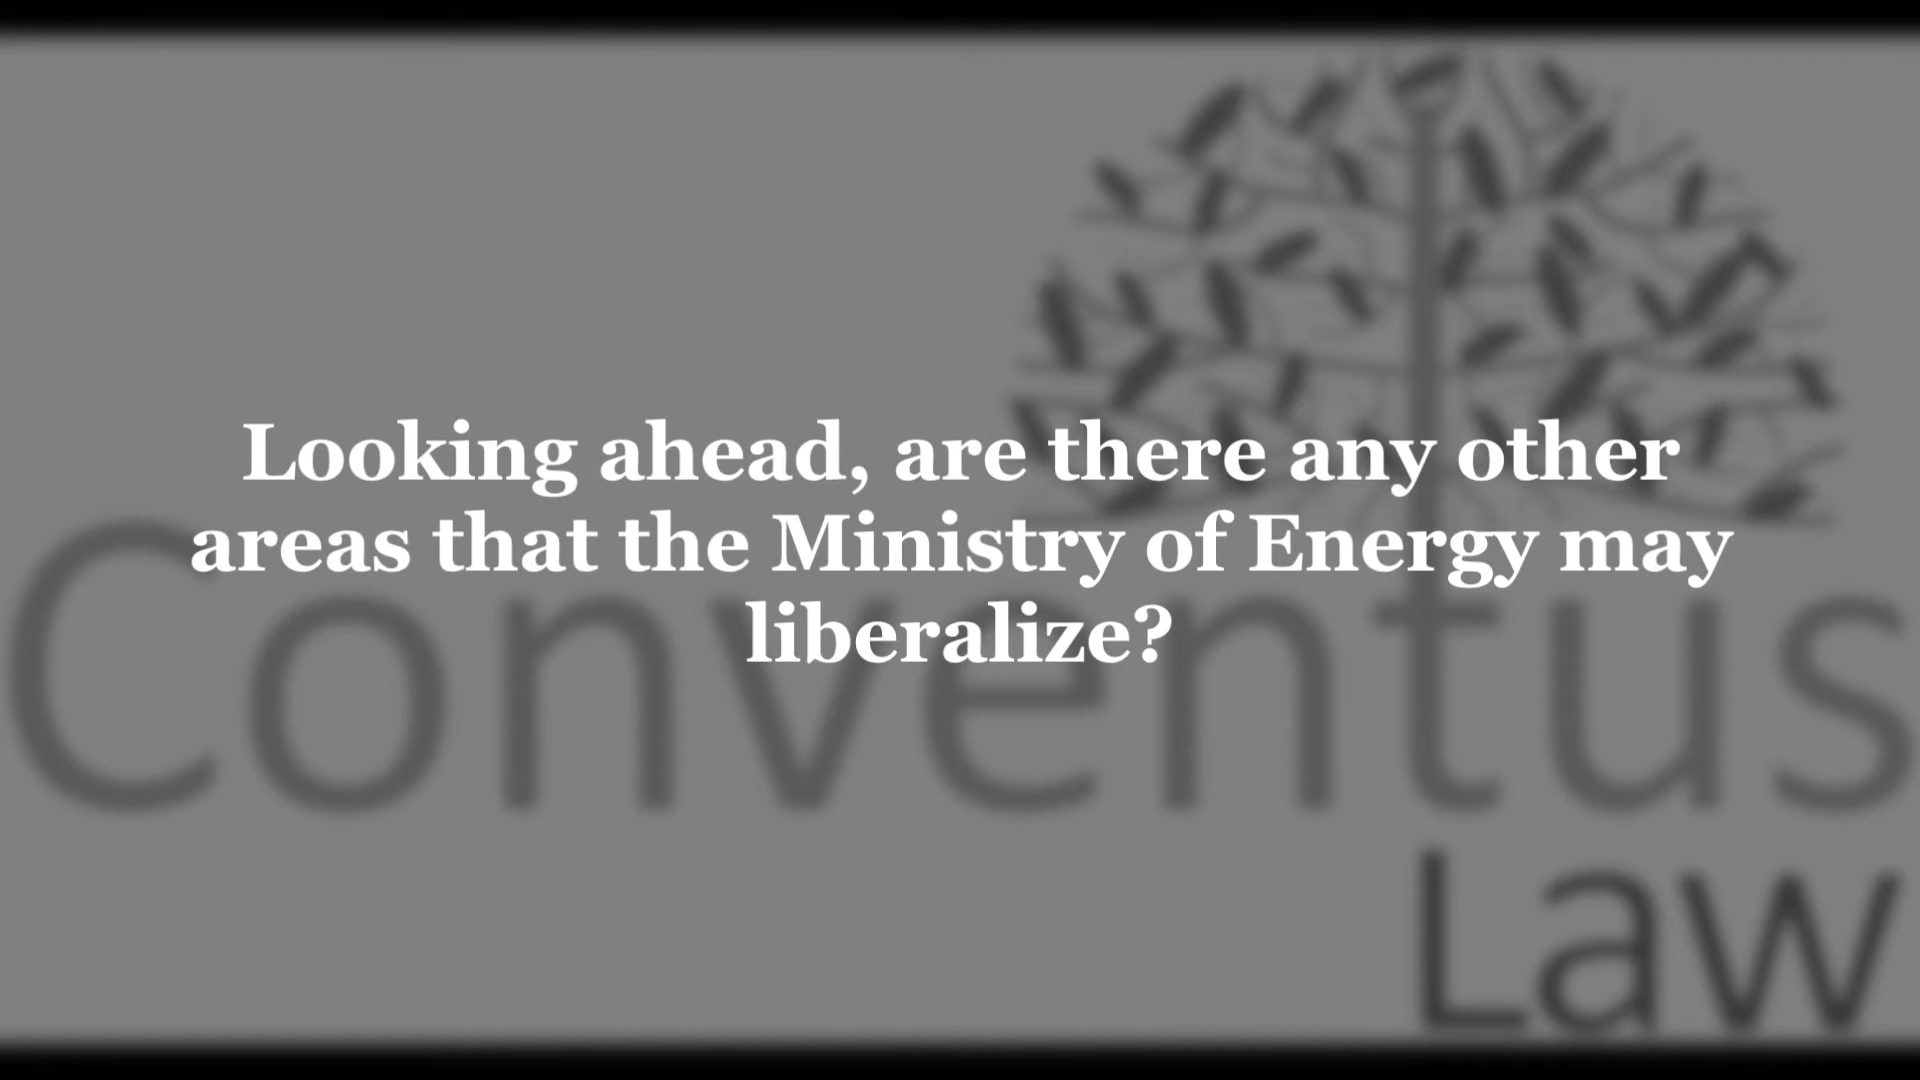 Looking ahead, are there any other
areas that the Ministry of Energy may
liberalize?
Conventus
Law